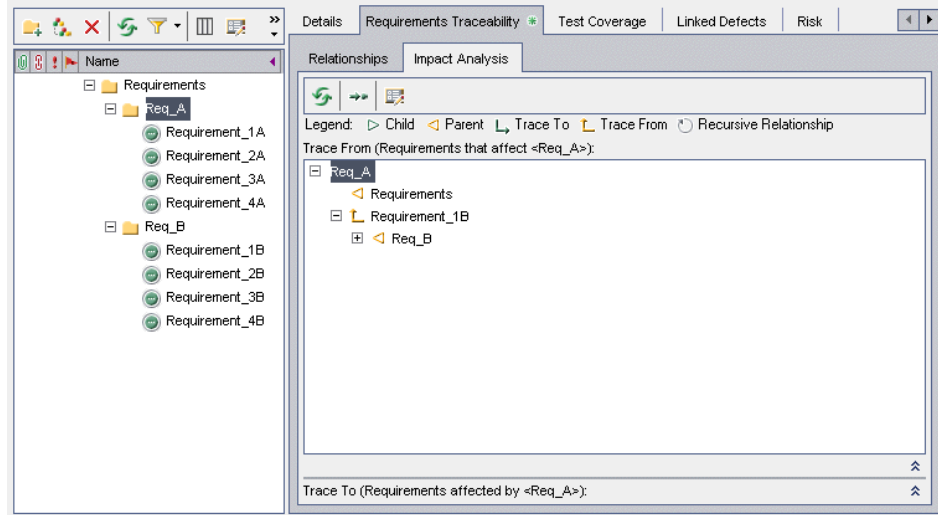 Name
Requirements
Req_A
Requirement_1A
Requirement_2A
Requirement_3A
Requirement_4A
Req_B
Requirement_1B
Requirement_2B
Requirement_3B
Requirement_4B
Details Requirements Traceability Test Coverage Linked Defects Risk
Relationships Impact Analysis
Legend: Child Parent Trace To Trace From Recursive Relationship
Trace From (Requirements that affect <Req_A>):
Req_A
Requirements
Requirement_1B
Req_B
Trace To (Requirements affected by <Req_A>):